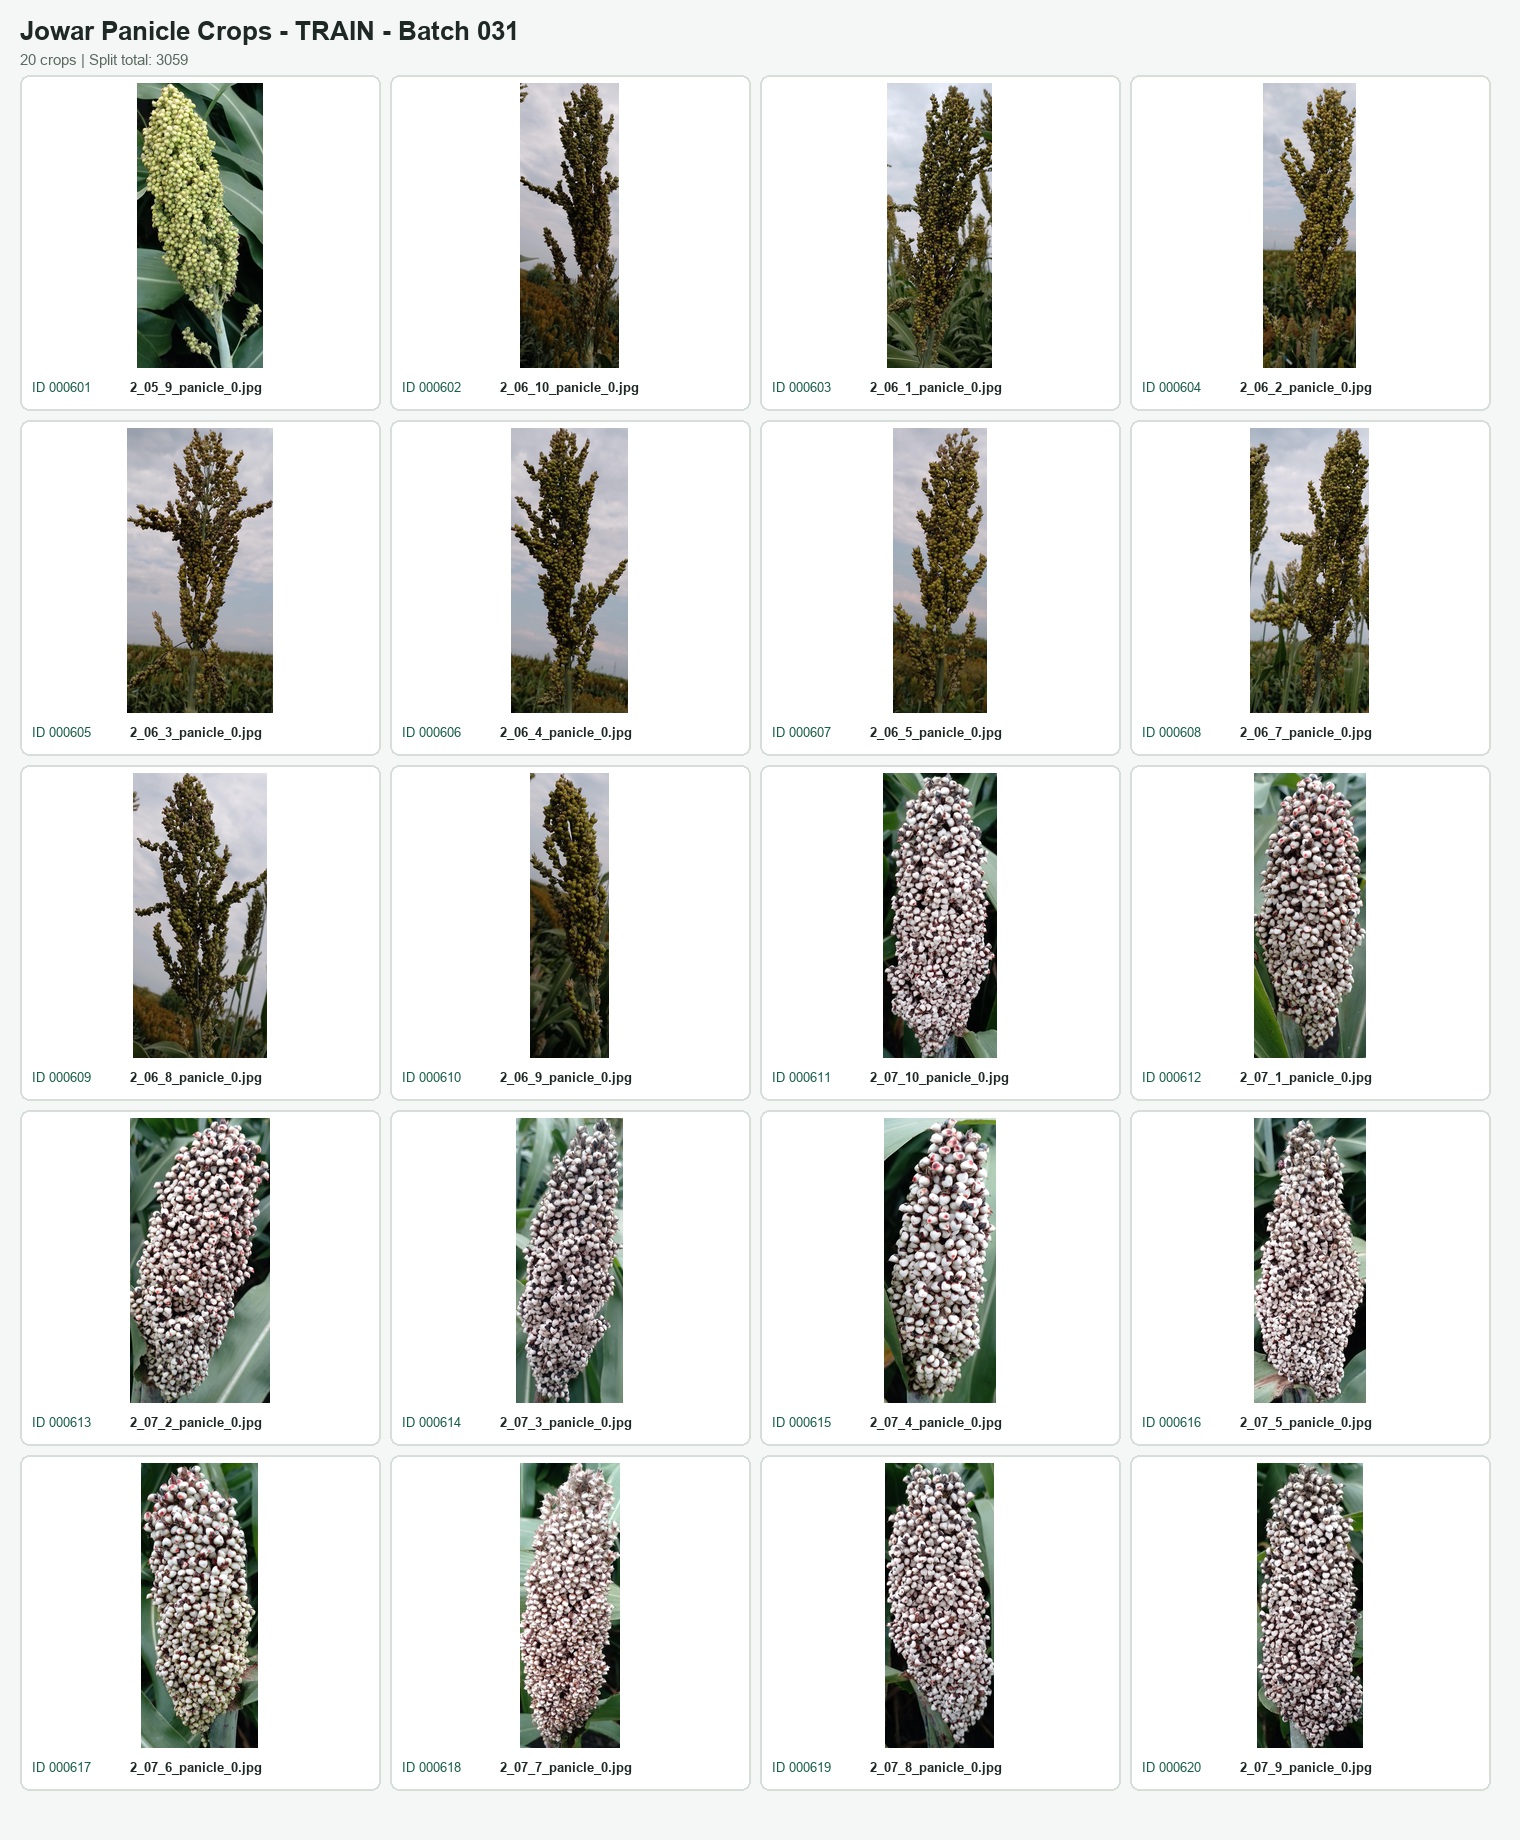 Jowar Panicle Crops - TRAIN - Batch 031
20 crops | Split total: 3059
ID 000601 2_05_9_panicle_0.jpg
ID 000602 2_06_10_panicle_0.jpg
ID 000603 2_06_1_panicle_0.jpg
ID 000604 2_06_2_panicle_0.jpg
ID 000605 2_06_3_panicle_0.jpg
ID 000606 2_06_4_panicle_0.jpg
ID 000607 2_06_5_panicle_0.jpg
ID 000608 2_06_7_panicle_0.jpg
ID 000609 2_06_8_panicle_0.jpg
ID 000610 2_06_9_panicle_0.jpg
ID 000611 2_07_10_panicle_0.jpg
ID 000612 2_07_1_panicle_0.jpg
ID 000613 2_07_2_panicle_0.jpg
ID 000614 2_07_3_panicle_0.jpg
ID 000615 2_07_4_panicle_0.jpg
ID 000616 2_07_5_panicle_0.jpg
ID 000617 2_07_6_panicle_0.jpg
ID 000618 2_07_7_panicle_0.jpg
ID 000619 2_07_8_panicle_0.jpg
ID 000620 2_07_9_panicle_0.jpg